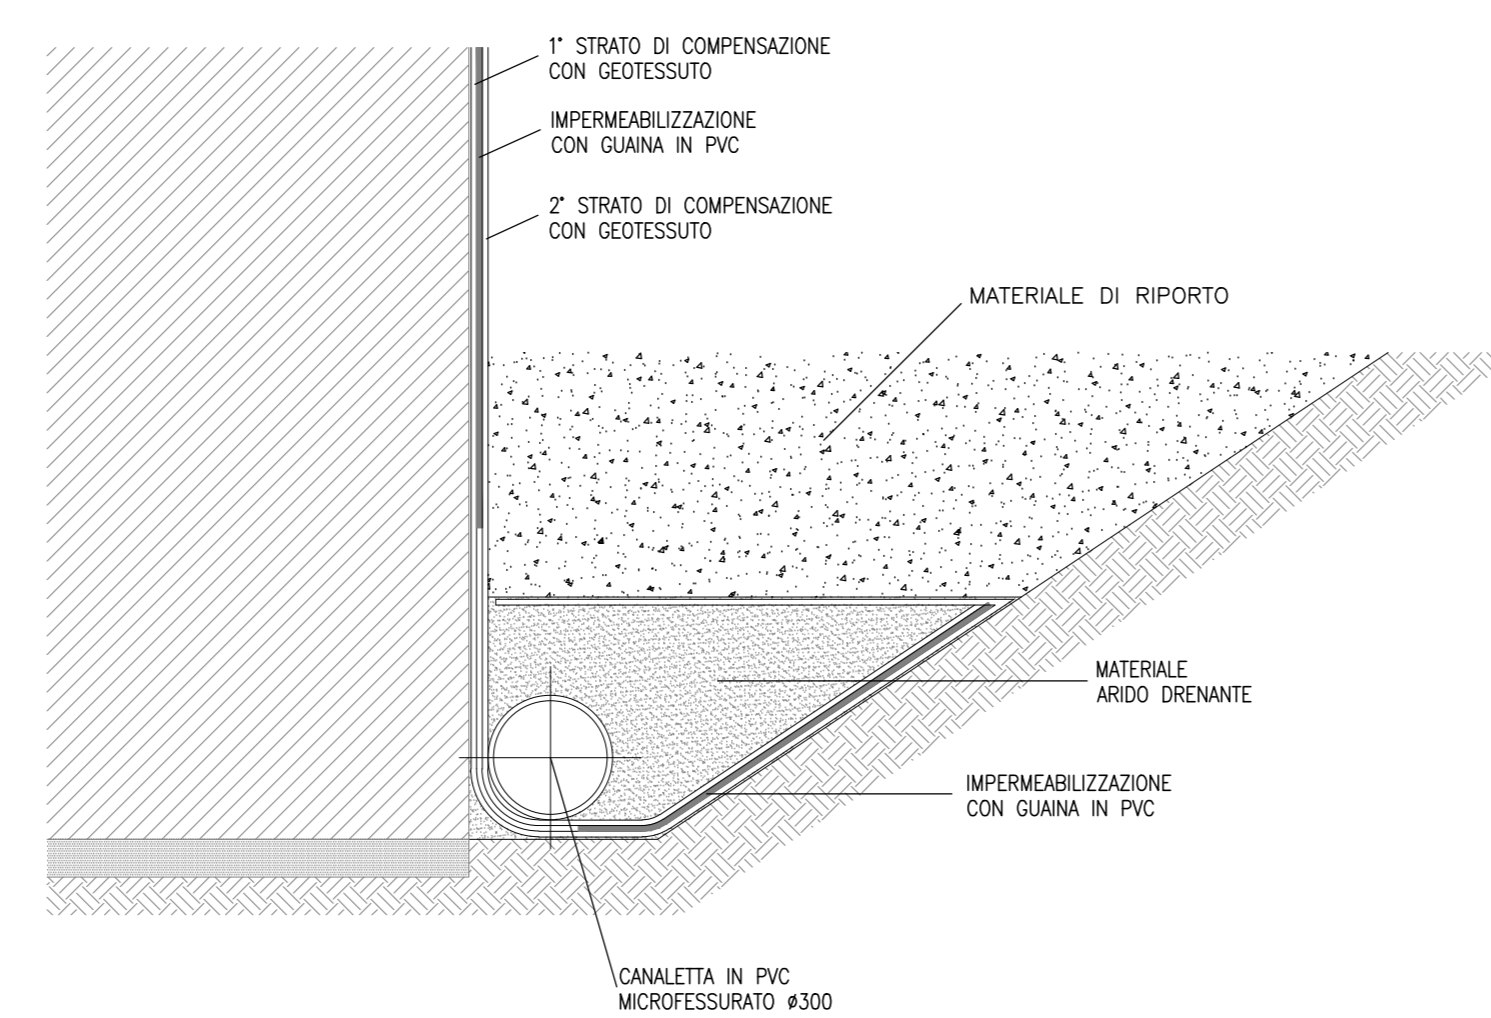 1° STRATO DI COMPENSAZIONE
CON GEOTESSUTO
IMPERMEABILIZZAZIONE
CON GUAINA IN PVC
2° STRATO DI COMPENSAZIONE
CON GEOTESSUTO
MATERIALE DI RIPORTO
MATERIALE
ARIDO DRENANTE
IMPERMEABILIZZAZIONE
CON GUAINA IN PVC
CANALETTA IN PVC
MICROFESSURATO ø300